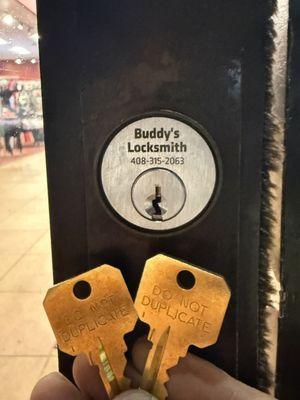 Buddy's
Locksmith
408-315-2063
DO NOT
DUPLICATE
DO NOT
DUPLICATE